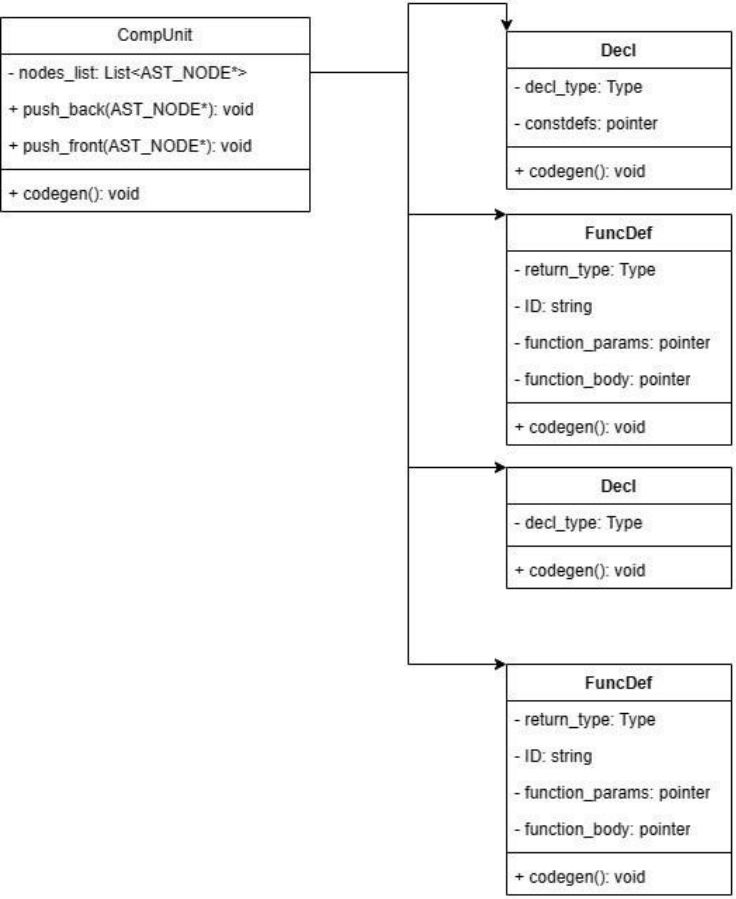 CompUnit
- nodes_list: List<AST_NODE*>
+ push_back(AST_NODE*): void
+ push_front(AST_NODE*): void
+ codegen(): void
Decl
- decl_type: Type
- constdefs: pointer
+ codegen(): void
FuncDef
- return_type: Type
- ID: string
- function_params: pointer
- function_body: pointer
+ codegen(): void
Decl
- decl_type: Type
+ codegen(): void
FuncDef
- return_type: Type
- ID: string
- function_params: pointer
- function_body: pointer
+ codegen(): void